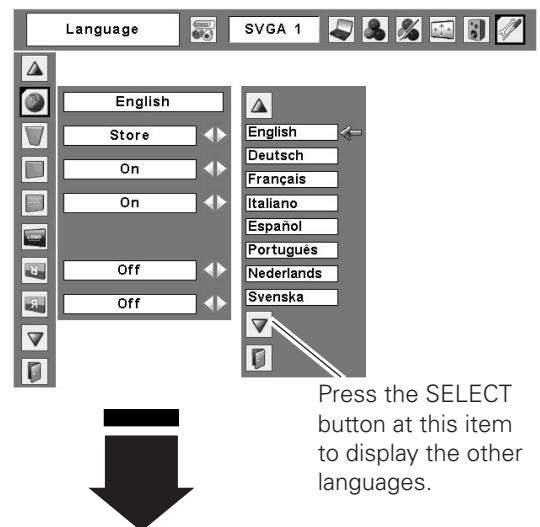 Language
SVGA 1
English
Store
On
On
Off
Off
English
Deutsch
Français
Italiano
Español
Português
Nederlands
Svenska
Press the SELECT
button at this item
to display the other
languages.